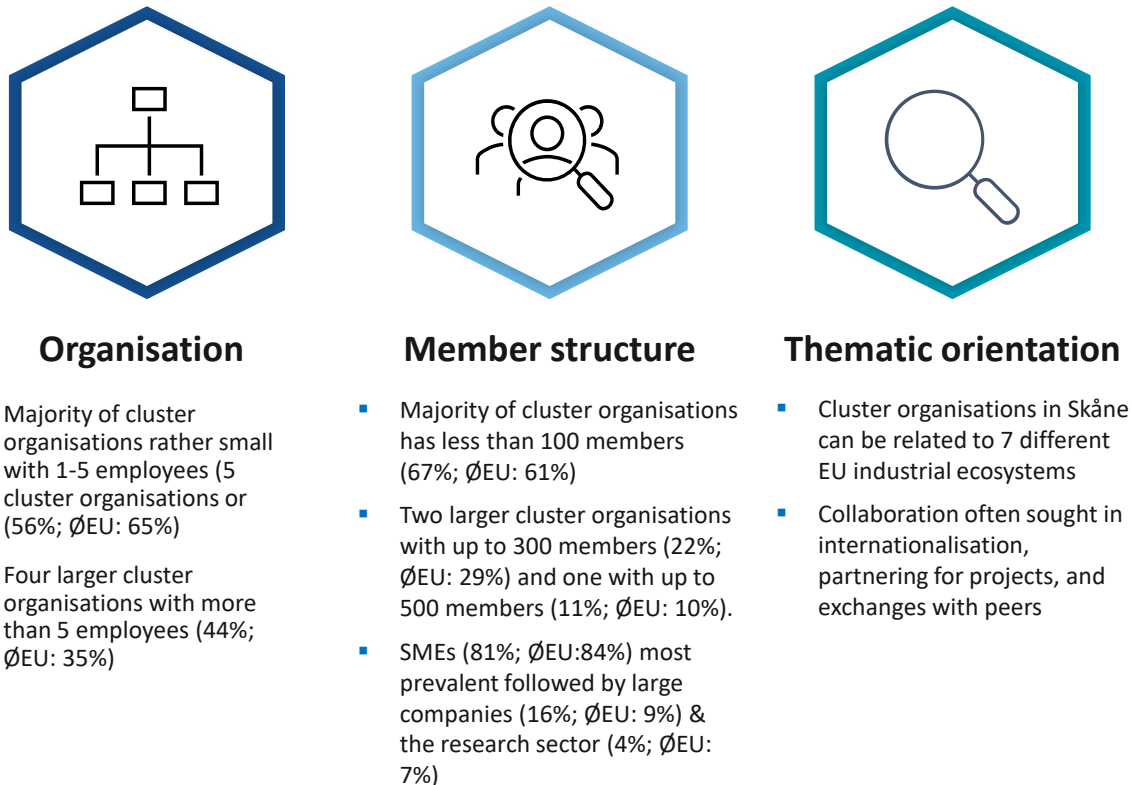 Organisation
Majority of cluster
organisations rather small
with 1-5 employees (5
cluster organisations or
(56%; ØEU: 65%)
Four larger cluster
organisations with more
than 5 employees (44%;
ØEU: 35%)
Member structure
▪ Majority of cluster organisations
has less than 100 members
(67%; ØEU: 61%)
▪ Two larger cluster organisations
with up to 300 members (22%;
ØEU: 29%) and one with up to
500 members (11%; ØEU: 10%).
▪ SMEs (81%; ØEU:84%) most
prevalent followed by large
companies (16%; ØEU: 9%) &
the research sector (4%; ØEU:
7%)
Thematic orientation
▪ Cluster organisations in Skåne
can be related to 7 different
EU industrial ecosystems
▪ Collaboration often sought in
internationalisation,
partnering for projects, and
exchanges with peers